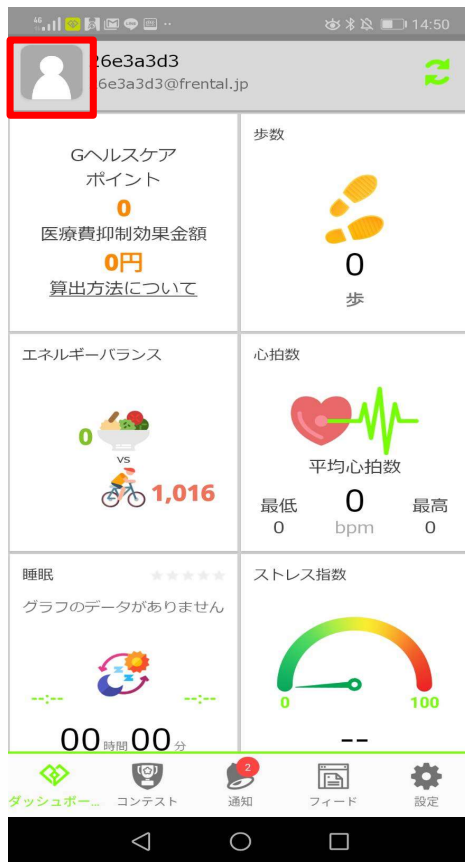 4G 14:50
26e3a3d3
26e3a3d3@frental.jp
Gヘルスケア
ポイント
0
医療費抑制効果金額
0円
算出方法について
歩数
0
歩
エネルギーバランス
0
vs
1,016
心拍数
平均心拍数
最低 0 最高
0 bpm 0
睡眠
グラフのデータがありません
--:-- --:--
00時間00分
ストレス指数
0 100
--
2
ダッシュボー... コンテスト 通知 フィード 設定